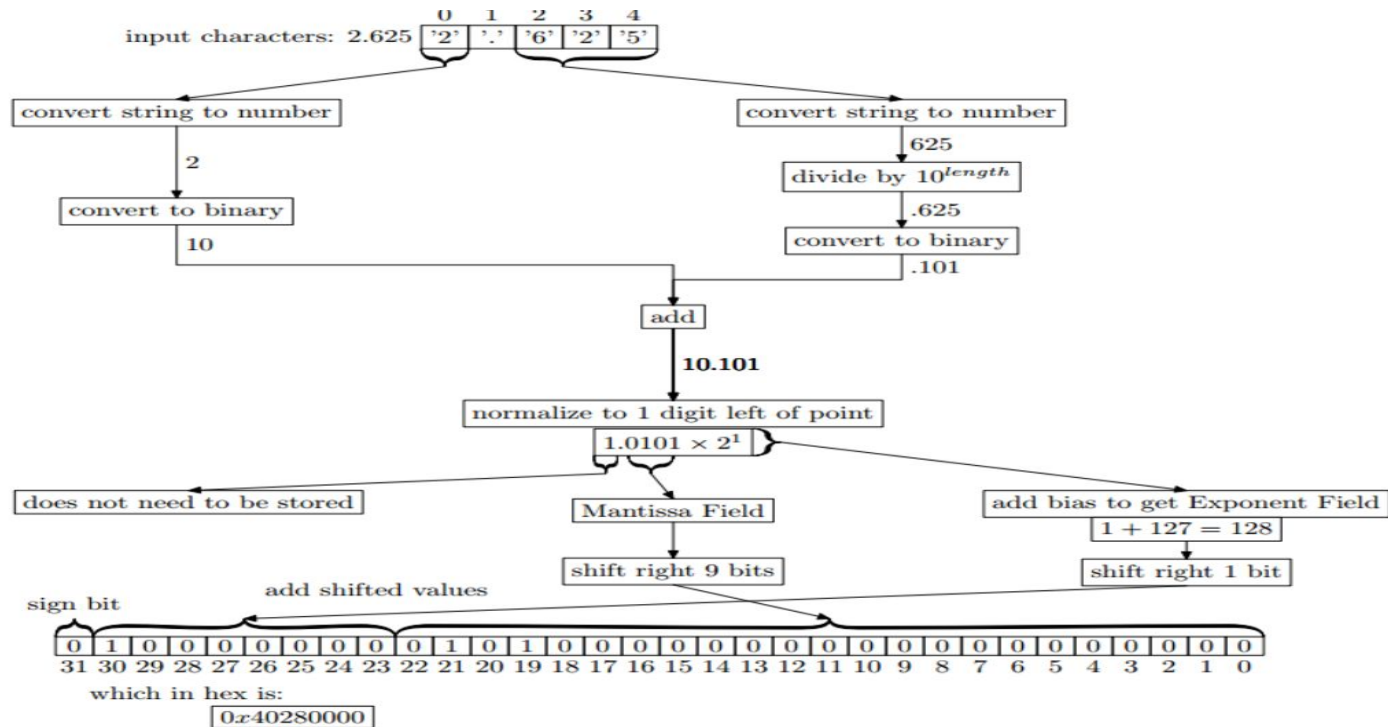 0 1 2 3 4
input characters: 2.625 '2' '.' '6' '2' '5'
convert string to number convert string to number
625
2
divide by 10^length
convert to binary .625
10 convert to binary
.101
add
10.101
normalize to 1 digit left of point
1.0101 × 2^1
does not need to be stored Mantissa Field add bias to get Exponent Field
1 + 127 = 128
shift right 9 bits shift right 1 bit
add shifted values
sign bit
0 1 0 0 0 0 0 0 0 0 1 0 1 0 0 0 0 0 0 0 0 0 0 0 0 0 0 0 0 0 0 0
31 30 29 28 27 26 25 24 23 22 21 20 19 18 17 16 15 14 13 12 11 10 9 8 7 6 5 4 3 2 1 0
which in hex is:
0x40280000